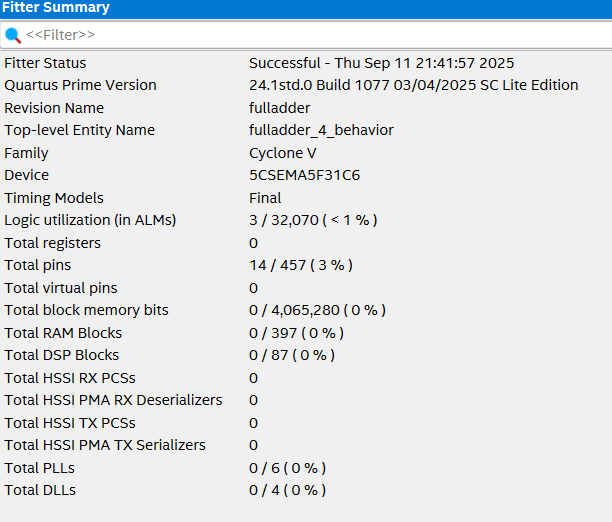 Fitter Summary
<<Filter>>
Fitter Status Successful - Thu Sep 11 21:41:57 2025
Quartus Prime Version 24.1std.0 Build 1077 03/04/2025 SC Lite Edition
Revision Name fulladder
Top-level Entity Name fulladder_4_behavior
Family Cyclone V
Device 5CSEMA5F31C6
Timing Models Final
Logic utilization (in ALMs) 3 / 32,070 ( < 1 % )
Total registers 0
Total pins 14 / 457 ( 3 % )
Total virtual pins 0
Total block memory bits 0 / 4,065,280 ( 0 % )
Total RAM Blocks 0 / 397 ( 0 % )
Total DSP Blocks 0 / 87 ( 0 % )
Total HSSI RX PCSs 0
Total HSSI PMA RX Deserializers 0
Total HSSI TX PCSs 0
Total HSSI PMA TX Serializers 0
Total PLLs 0 / 6 ( 0 % )
Total DLLs 0 / 4 ( 0 % )